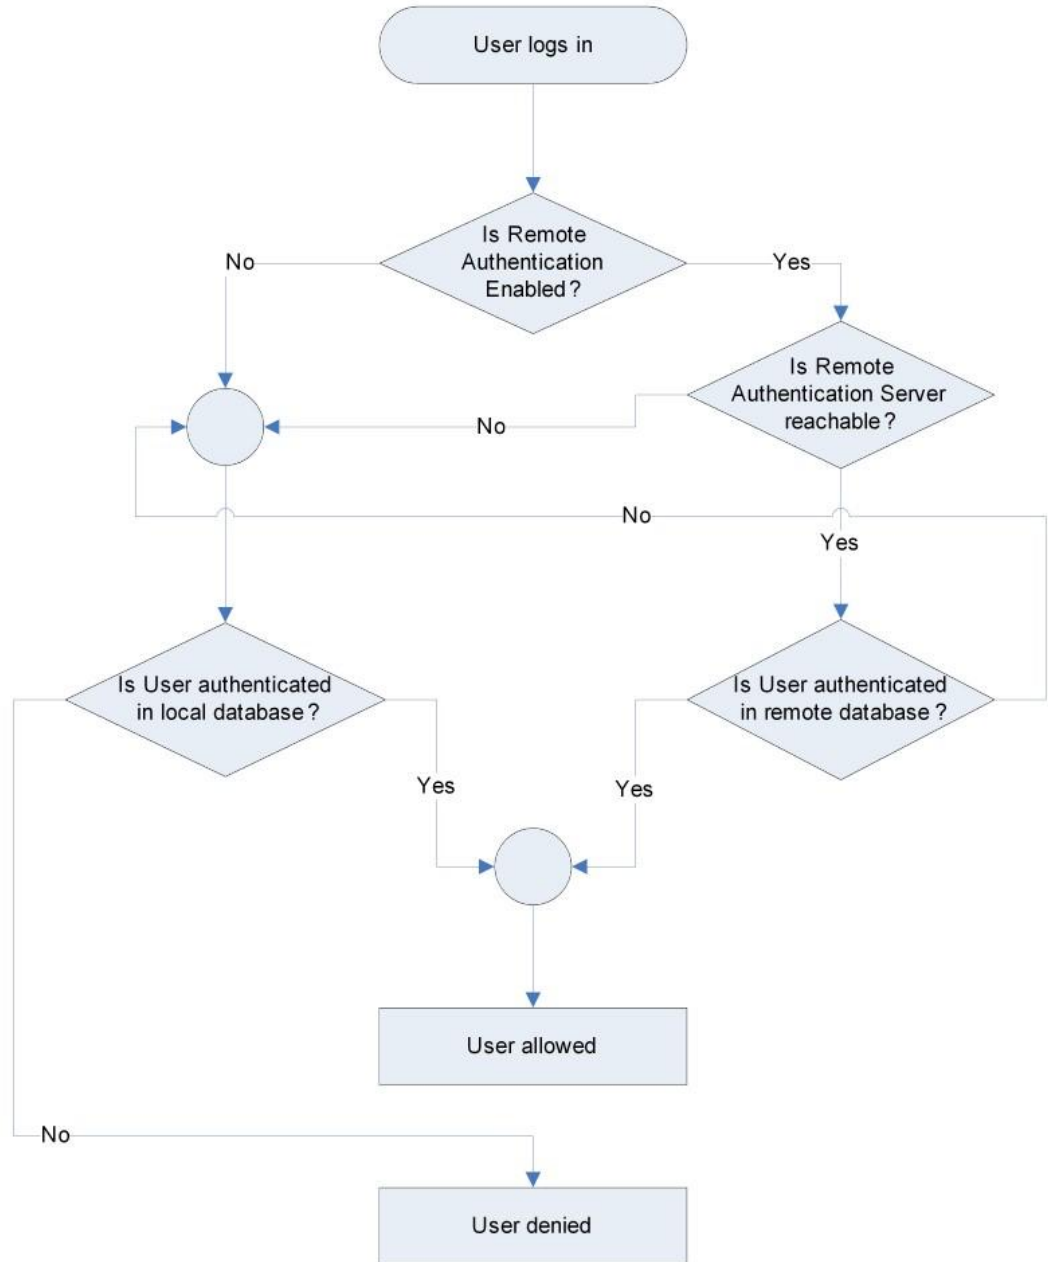 User logs in
Is Remote
Authentication
Enabled?
No
Yes
Is Remote
Authentication Server
reachable?
No
No
Yes
Is User authenticated
in local database?
Is User authenticated
in remote database?
Yes
Yes
User allowed
No
User denied